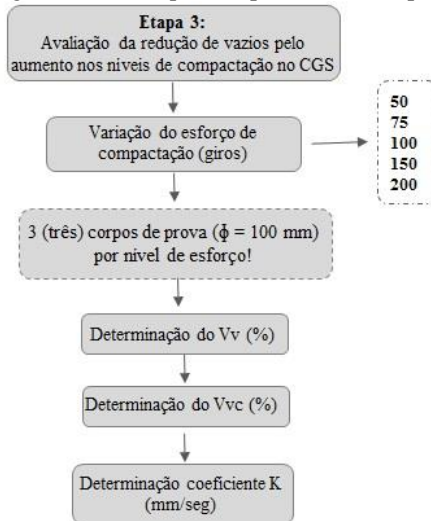 Etapa 3:
Avaliação da redução de vazios pelo
aumento nos niveis de compactação no CGS
Variação do esforço de
compactação (giros)
50
75
100
150
200
3 (três) corpos de prova (ϕ = 100 mm)
por nivel de esforço!
Determinação do Vv (%)
Determinação do Vvc (%)
Determinação coeficiente K
(mm/seg)